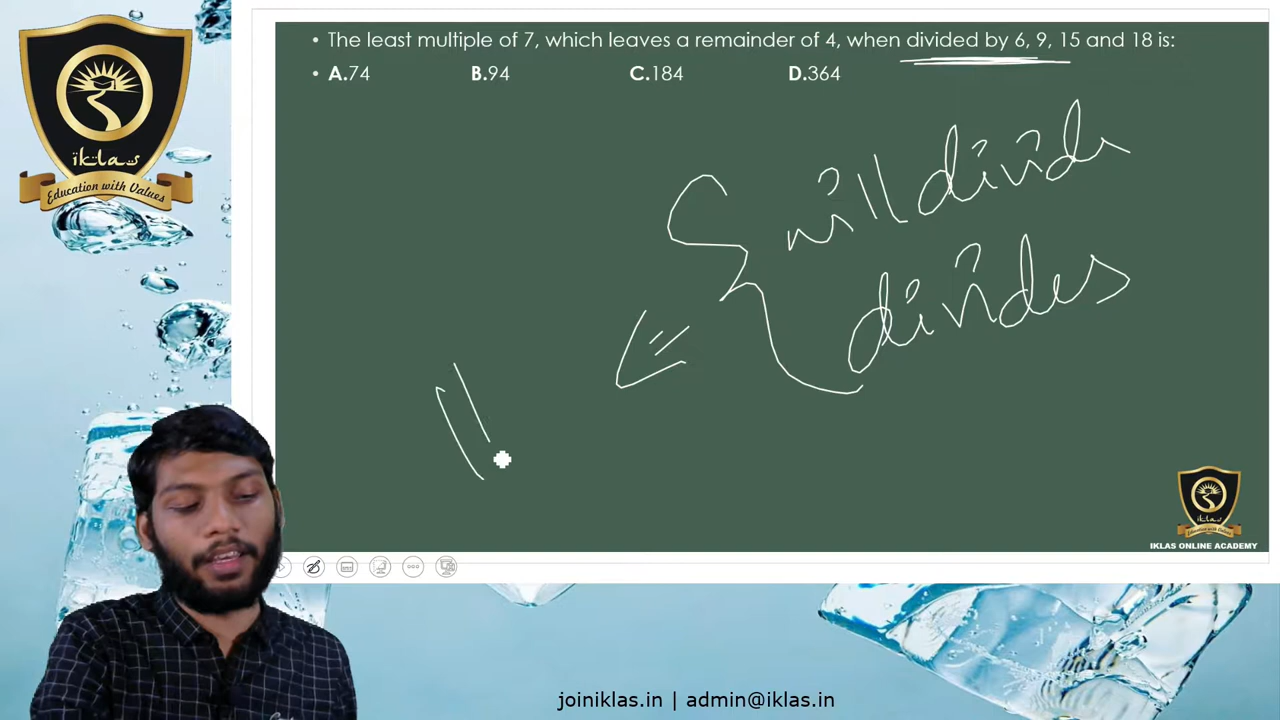 • The least multiple of 7, which leaves a remainder of 4, when divided by 6, 9, 15 and 18 is:
• A.74 B.94 C.184 D.364
will divide
divides
iklas
Education with Values
iklas
IKLAS ONLINE ACADEMY
joiniklas.in | admin@iklas.in